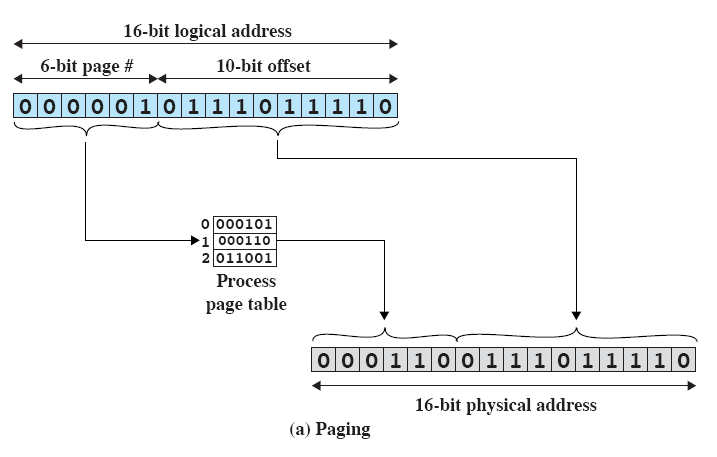 16-bit logical address
6-bit page # 10-bit offset
0 0 0 0 0 1 0 1 1 1 0 1 1 1 1 0
0 000101
1 000110
2 011001
Process
page table
0 0 0 1 1 0 0 1 1 1 0 1 1 1 1 0
16-bit physical address
(a) Paging